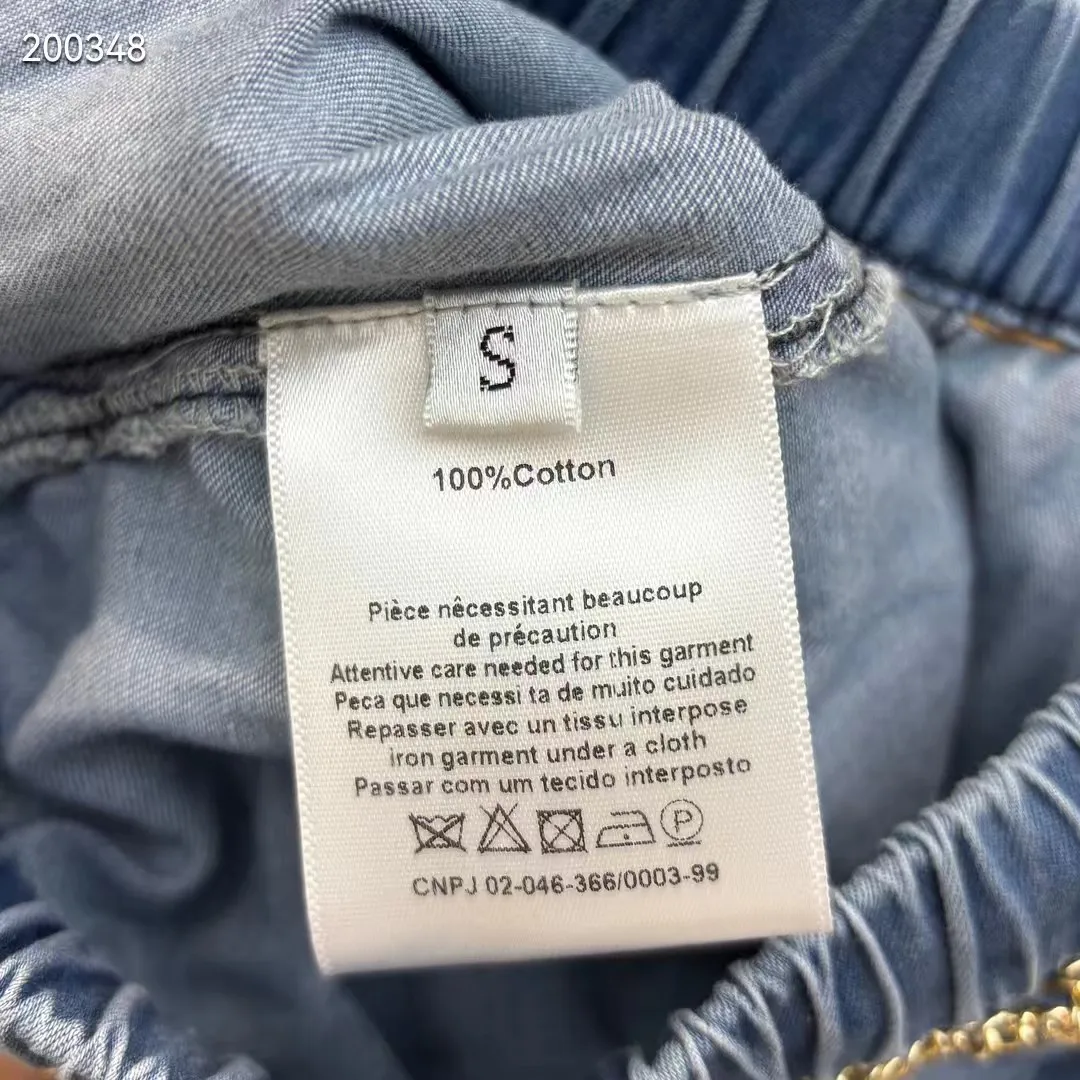 200348
S
100%Cotton
Pièce nêcessitant beaucoup
de précaution
Attentive care needed for this garment
Peca que necessi ta de muito cuidado
Repasser avec un tissu interpose
iron garment under a cloth
Passar com um tecido interposto
P
CNPJ 02-046-366/0003-99